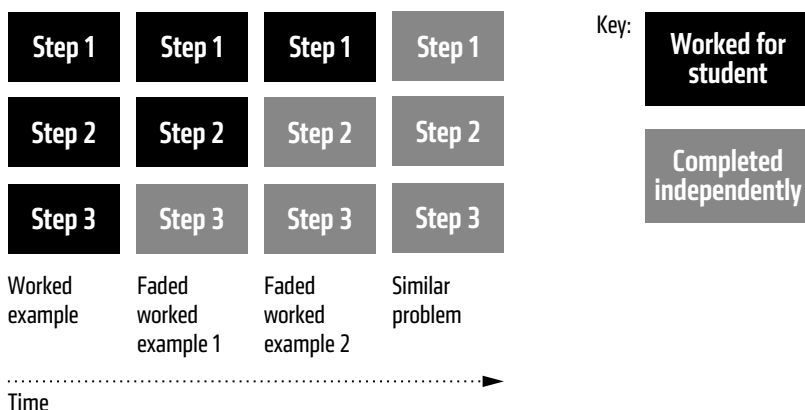 Step 1 Step 1 Step 1 Step 1
Step 2 Step 2 Step 2 Step 2
Step 3 Step 3 Step 3 Step 3
Worked
example
Faded
worked
example 1
Faded
worked
example 2
Similar
problem
Time
Key:
Worked for
student
Completed
independently